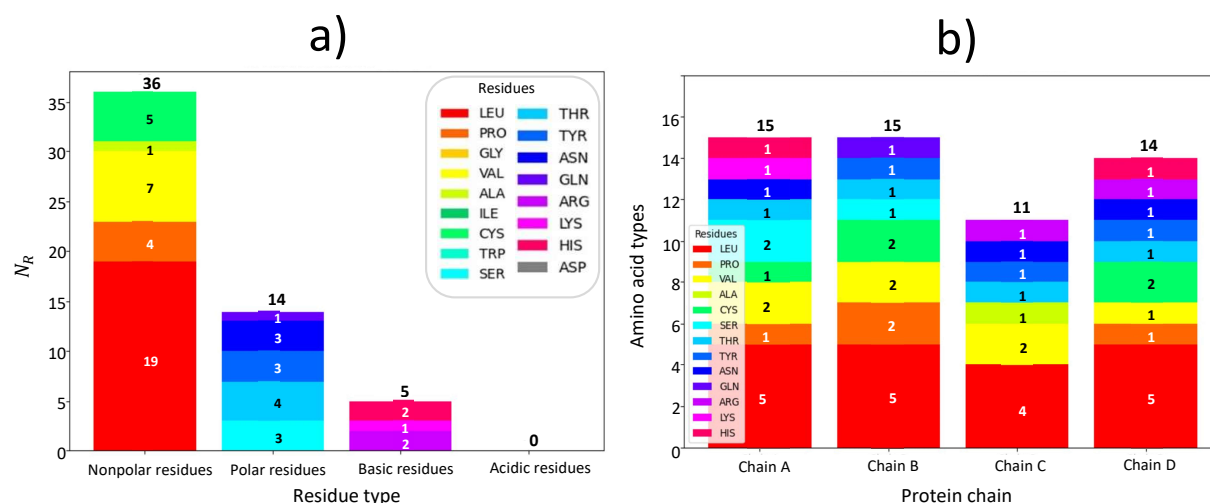 a)
b)
N_R
35
30
25
20
15
10
5
0
36
5
1
7
4
19
14
1
3
3
4
3
5
2
1
2
0
Residues
LEU
PRO
GLY
VAL
ALA
ILE
CYS
TRP
SER
THR
TYR
ASN
GLN
ARG
LYS
HIS
ASP
Nonpolar residues
Polar residues
Basic residues
Acidic residues
Residue type
Amino acid types
16
14
12
10
8
6
4
2
0
15
1
1
1
1
2
1
2
1
5
15
1
1
1
1
2
2
2
5
11
1
1
1
1
1
2
4
14
1
1
1
1
1
2
1
1
5
Residues
LEU
PRO
VAL
ALA
CYS
SER
THR
TYR
ASN
GLN
ARG
LYS
HIS
Chain A
Chain B
Chain C
Chain D
Protein chain